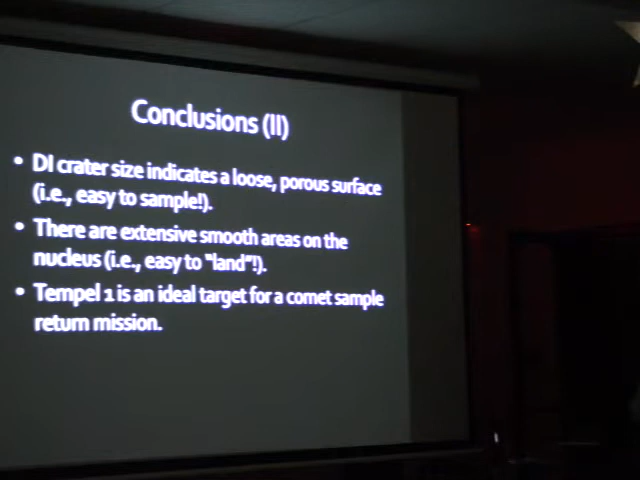 Conclusions (II)
• DI crater size indicates a loose, porous surface
(i.e., easy to sample!).
• There are extensive smooth areas on the
nucleus (i.e., easy to "land"!).
• Tempel 1 is an ideal target for a comet sample
return mission.